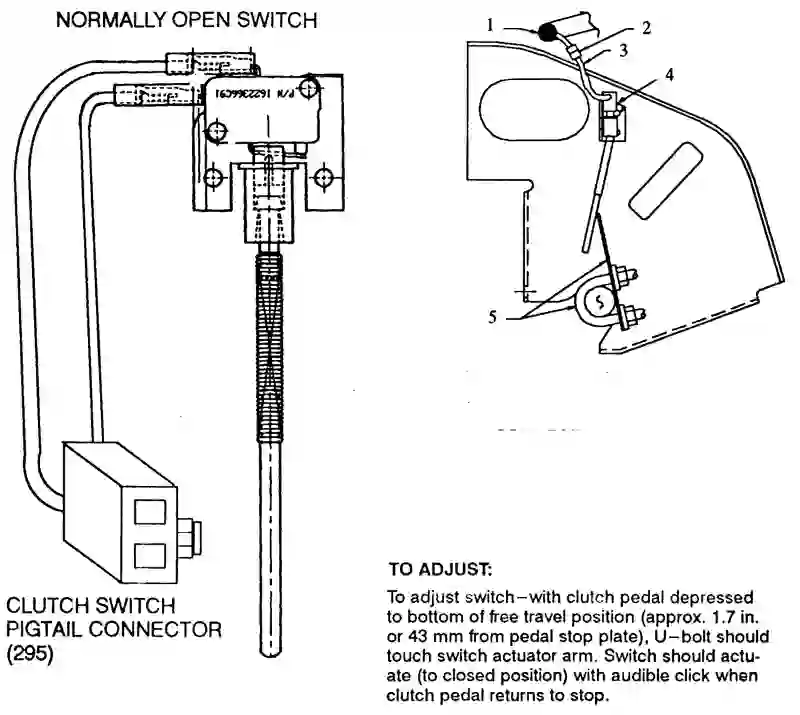 NORMALLY OPEN SWITCH
P/N 1622366C91
1
2
3
4
5
S
CLUTCH SWITCH
PIGTAIL CONNECTOR
(295)
TO ADJUST:
To adjust switch—with clutch pedal depressed
to bottom of free travel position (approx. 1.7 in.
or 43 mm from pedal stop plate), U—bolt should
touch switch actuator arm. Switch should actu-
ate (to closed position) with audible click when
clutch pedal returns to stop.